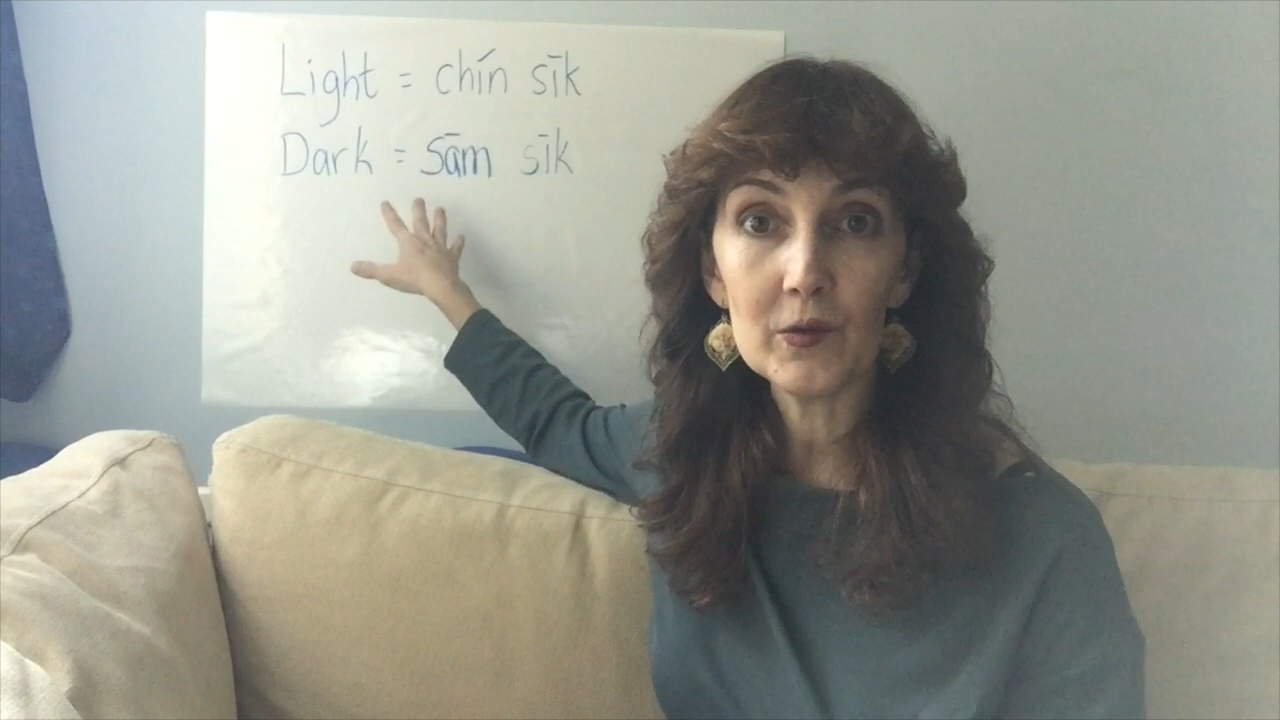 Light = chín sīk
Dark = Sām sīk